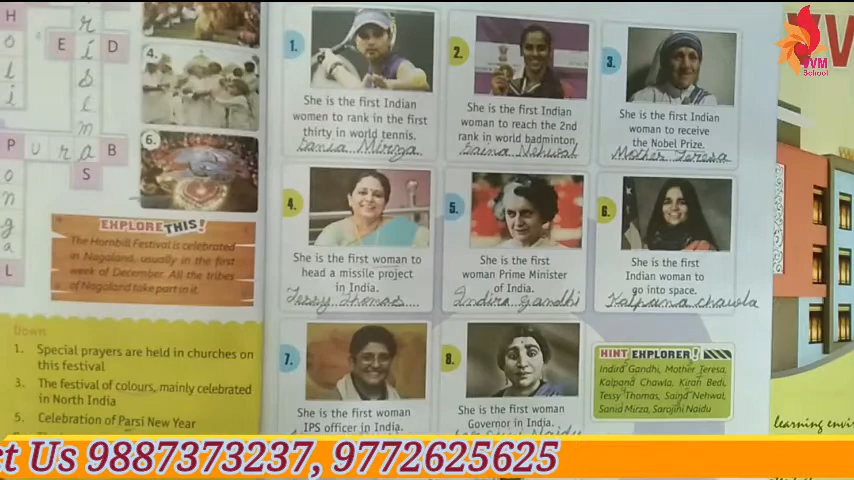 H
o
l
i
r
i
s
t
m
a
s
E
D
P
u
r
B
o
n
g
a
L
4.
6.
EXPLORE THIS!
The Hornbill Festival is celebrated
in Nagaland, usually in the first
week of December. All the tribes
of Nagaland take part in it.
Down
1. Special prayers are held in churches on
this festival
3. The festival of colours, mainly celebrated
in North India
5. Celebration of Parsi New Year
1.
She is the first Indian
women to rank in the first
thirty in world tennis.
Sania Mirza
2.
She is the first Indian
woman to reach the 2nd
rank in world badminton
Saina Nehwal
3.
She is the first Indian
woman to receive
the Nobel Prize.
Mother Teresa
4.
She is the first woman to
head a missile project
in India.
Tessy Thomas
5.
She is the first
woman Prime Minister
of India.
Indira gandhi
6.
She is the first
Indian woman to
go into space.
Kalpana chawla
7.
She is the first woman
IPS officer in India.
8.
She is the first woman
Governor in India.
Naidu
HINT EXPLORER!
Indira Gandhi, Mother Teresa,
Kalpana Chawla, Kiran Bedi,
Tessy Thomas, Saina Nehwal,
Sania Mirza, Sarojini Naidu
JVM
School
V
learning envi
ct Us 9887373237, 9772625625